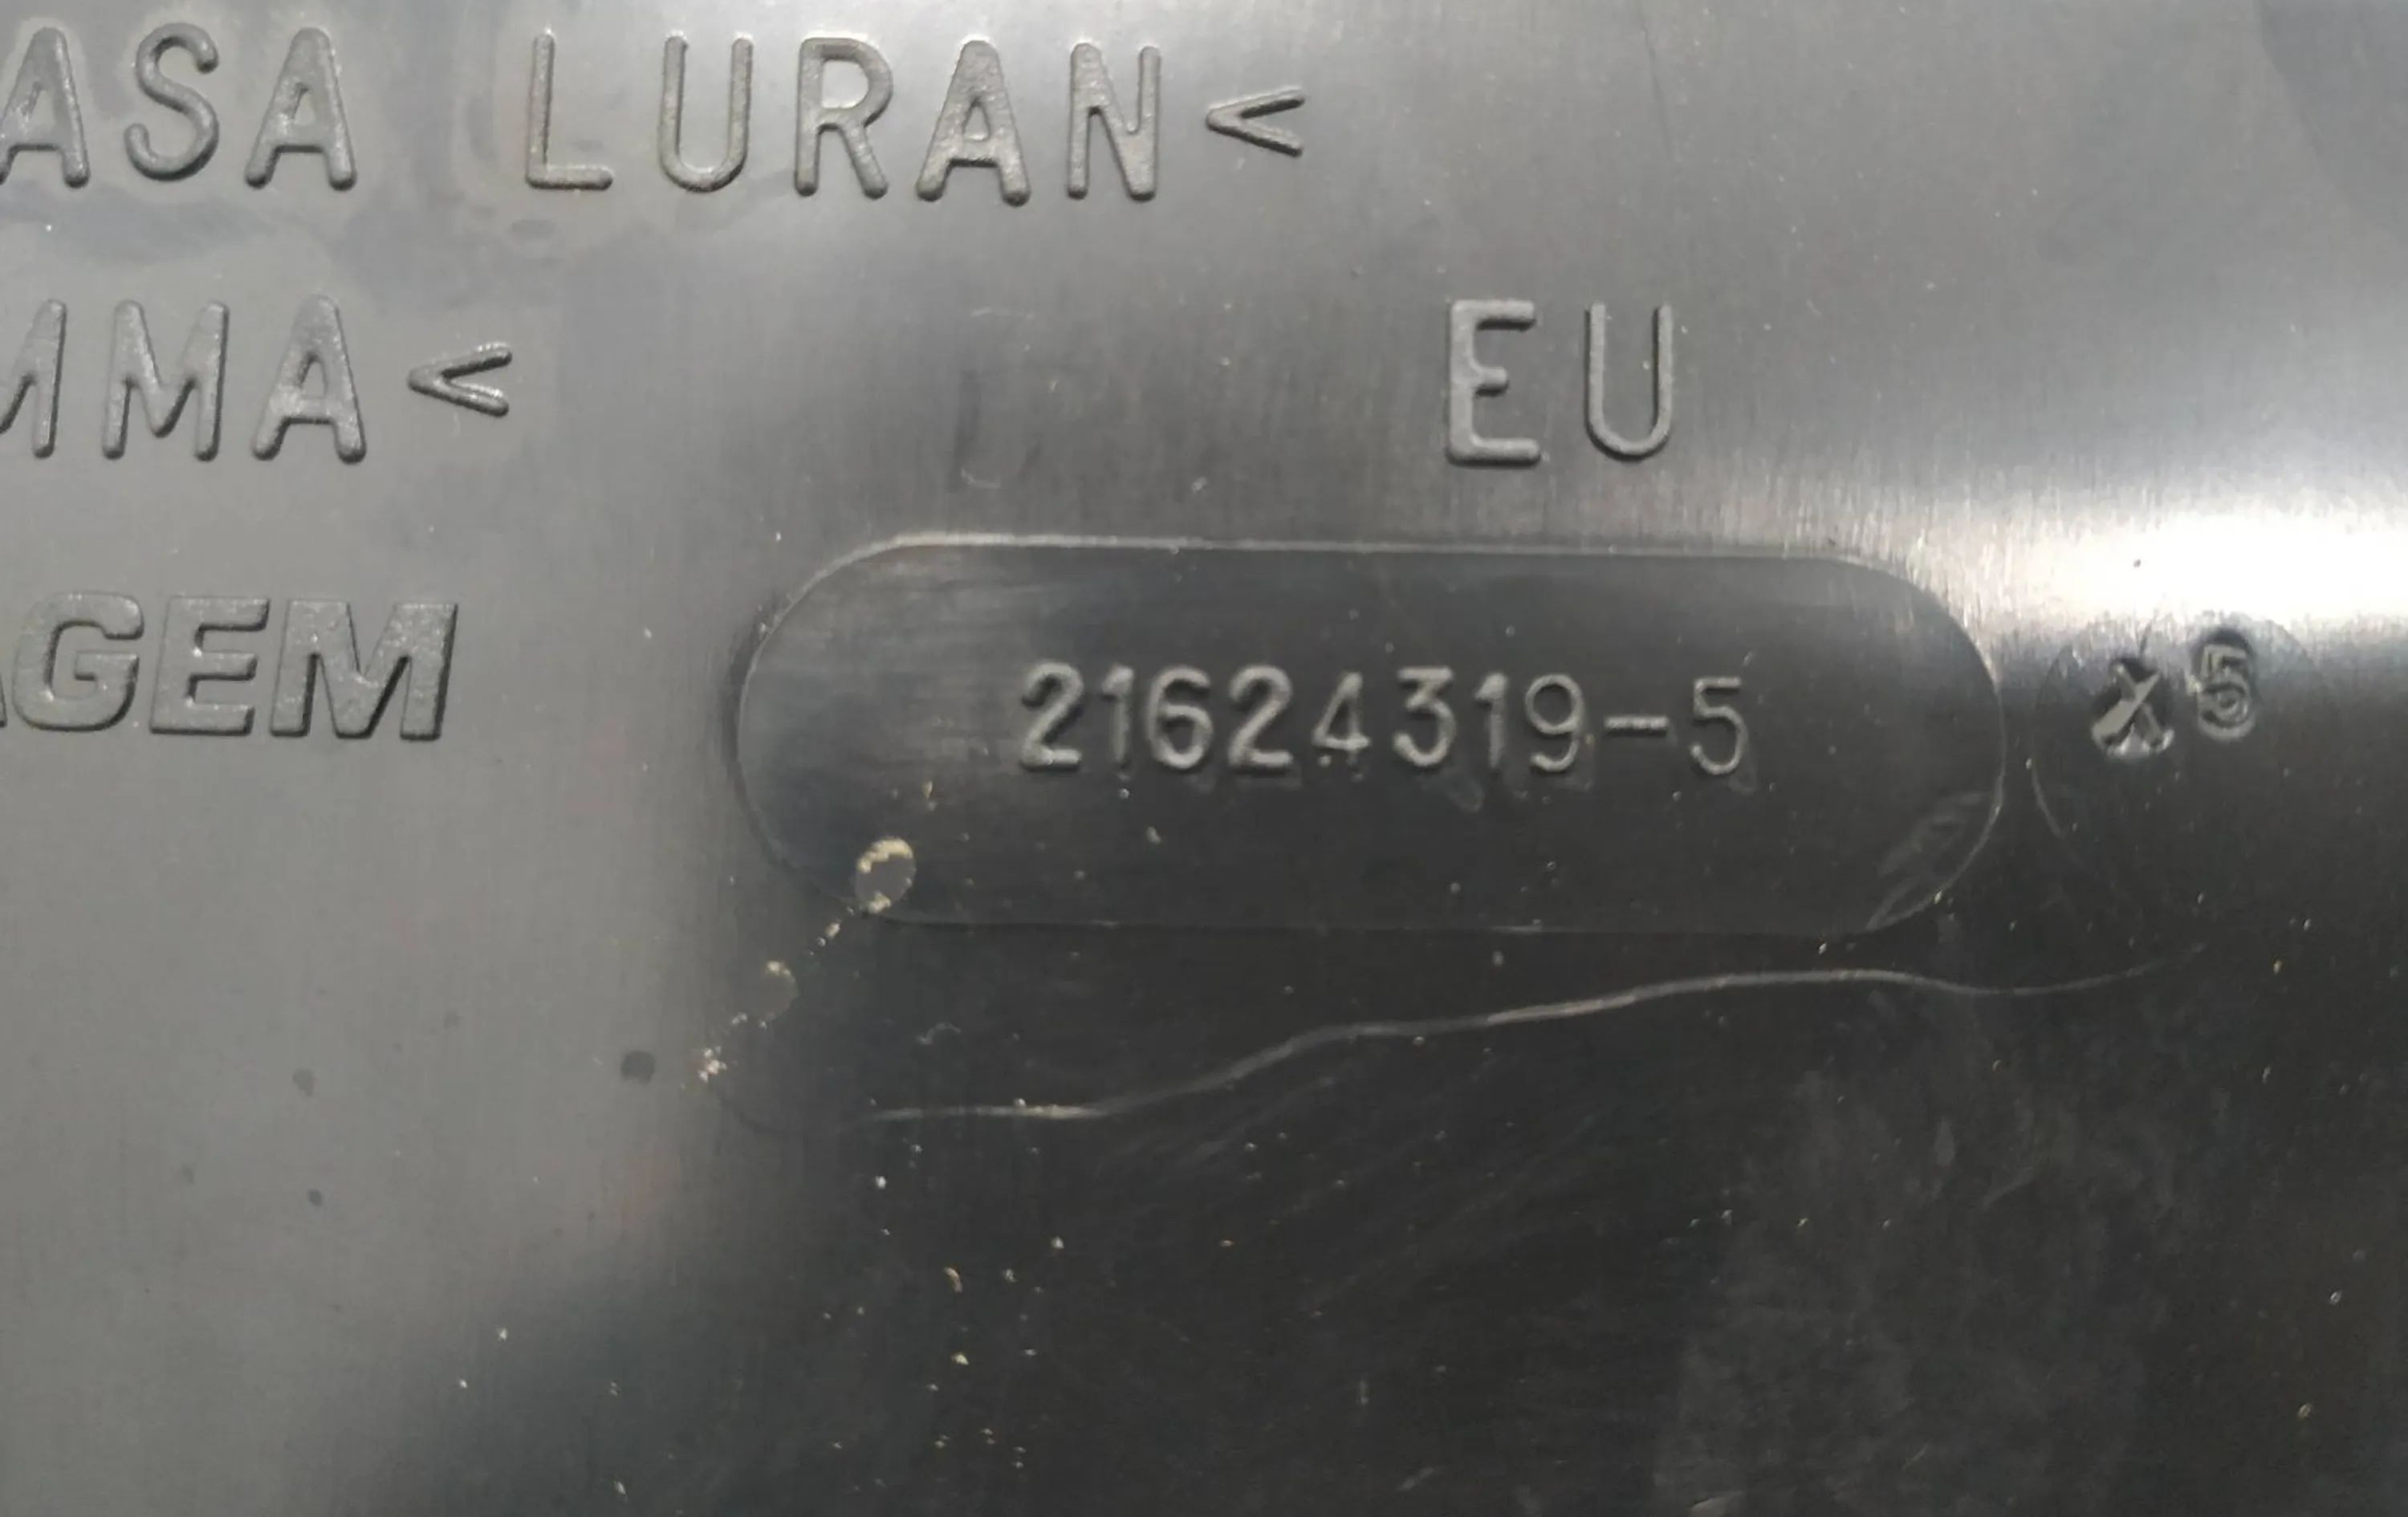 ASA LURAN<
MMA<
EU
AGEM
21624319-5